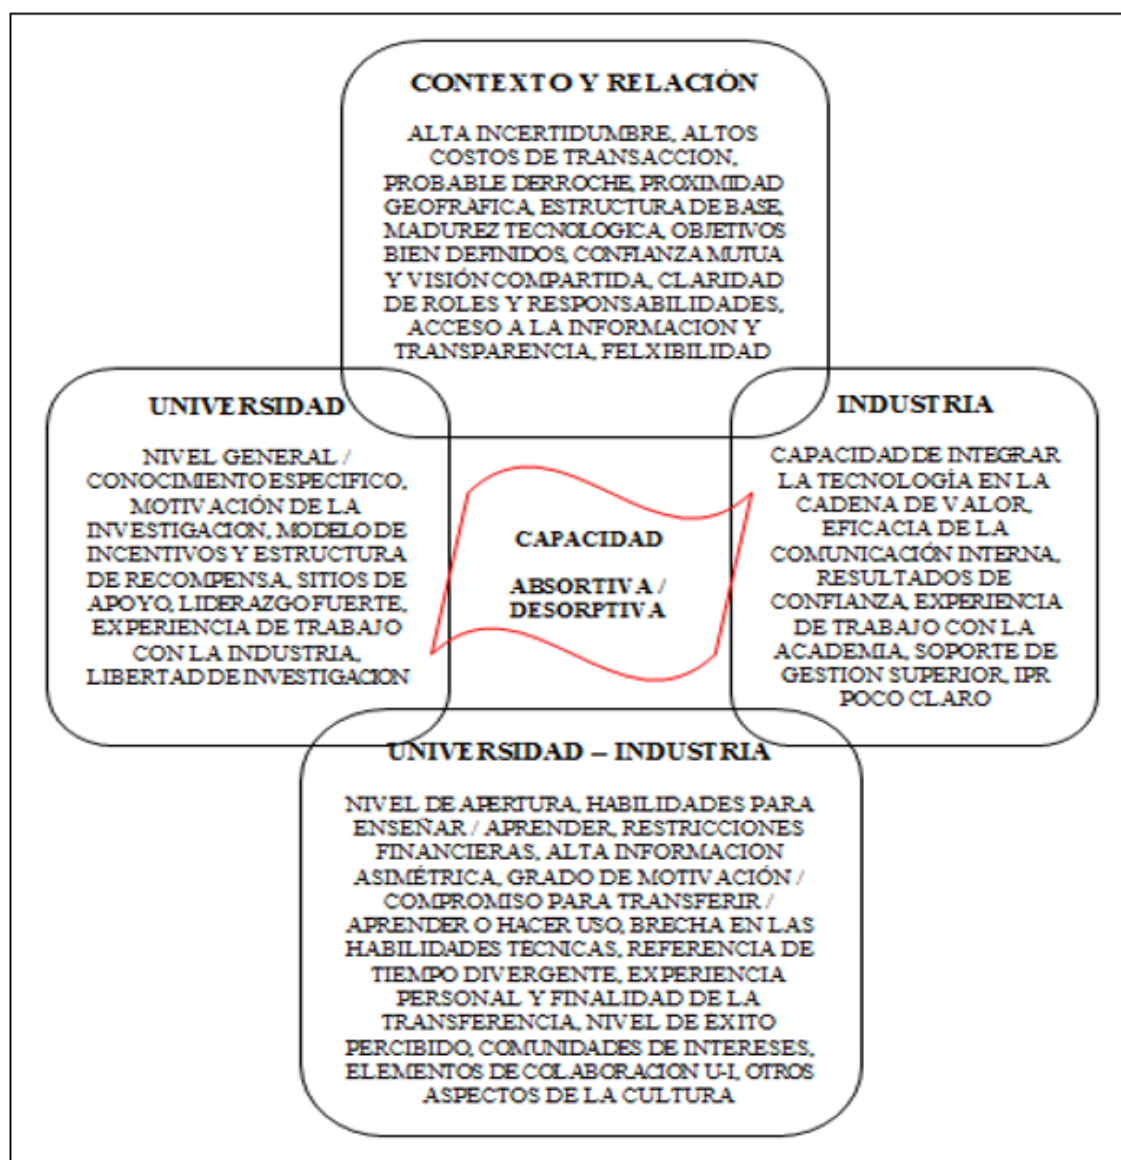 CONTEXTO Y RELACIÓN
ALTA INCERTIDUMBRE, ALTOS
COSTOS DE TRANSACCION,
PROBABLE DERROCHE, PROXIMIDAD
GEOFRAFICA, ESTRUCTURA DE BASE,
MADUREZ TECNOLOGICA, OBJETIVOS
BIEN DEFINIDOS, CONFIANZA MUTUA
Y VISIÓN COMPARTIDA, CLARIDAD
DE ROLES Y RESPONSABILIDADES,
ACCESO A LA INFORMACION Y
TRANSPARENCIA, FELXIBILIDAD
UNIVERSIDAD
NIVEL GENERAL /
CONOCIMIENTO ESPECIFICO,
MOTIVACIÓN DE LA
INVESTIGACION, MODELO DE
INCENTIVOS Y ESTRUCTURA
DE RECOMPENSA, SITIOS DE
APOYO, LIDERAZGO FUERTE,
EXPERIENCIA DE TRABAJO
CON LA INDUSTRIA,
LIBERTAD DE INVESTIGACION
CAPACIDAD
ABSORTIVA /
DESORPTIVA
INDUSTRIA
CAPACIDAD DE INTEGRAR
LA TECNOLOGÍA EN LA
CADENA DE VALOR,
EFICACIA DE LA
COMUNICACIÓN INTERNA,
RESULTADOS DE
CONFIANZA, EXPERIENCIA
DE TRABAJO CON LA
ACADEMIA, SOPORTE DE
GESTION SUPERIOR, IPR
POCO CLARO
UNIVERSIDAD – INDUSTRIA
NIVEL DE APERTURA, HABILIDADES PARA
ENSEÑAR / APRENDER, RESTRICCIONES
FINANCIERAS, ALTA INFORMACION
ASIMÉTRICA, GRADO DE MOTIVACIÓN /
COMPROMISO PARA TRANSFERIR /
APRENDER O HACER USO, BRECHA EN LAS
HABILIDADES TÉCNICAS, REFERENCIA DE
TIEMPO DIVERGENTE, EXPERIENCIA
PERSONAL Y FINALIDAD DE LA
TRANSFERENCIA, NIVEL DE EXITO
PERCIBIDO, COMUNIDADES DE INTERESES,
ELEMENTOS DE COLABORACION U-I, OTROS
ASPECTOS DE LA CULTURA